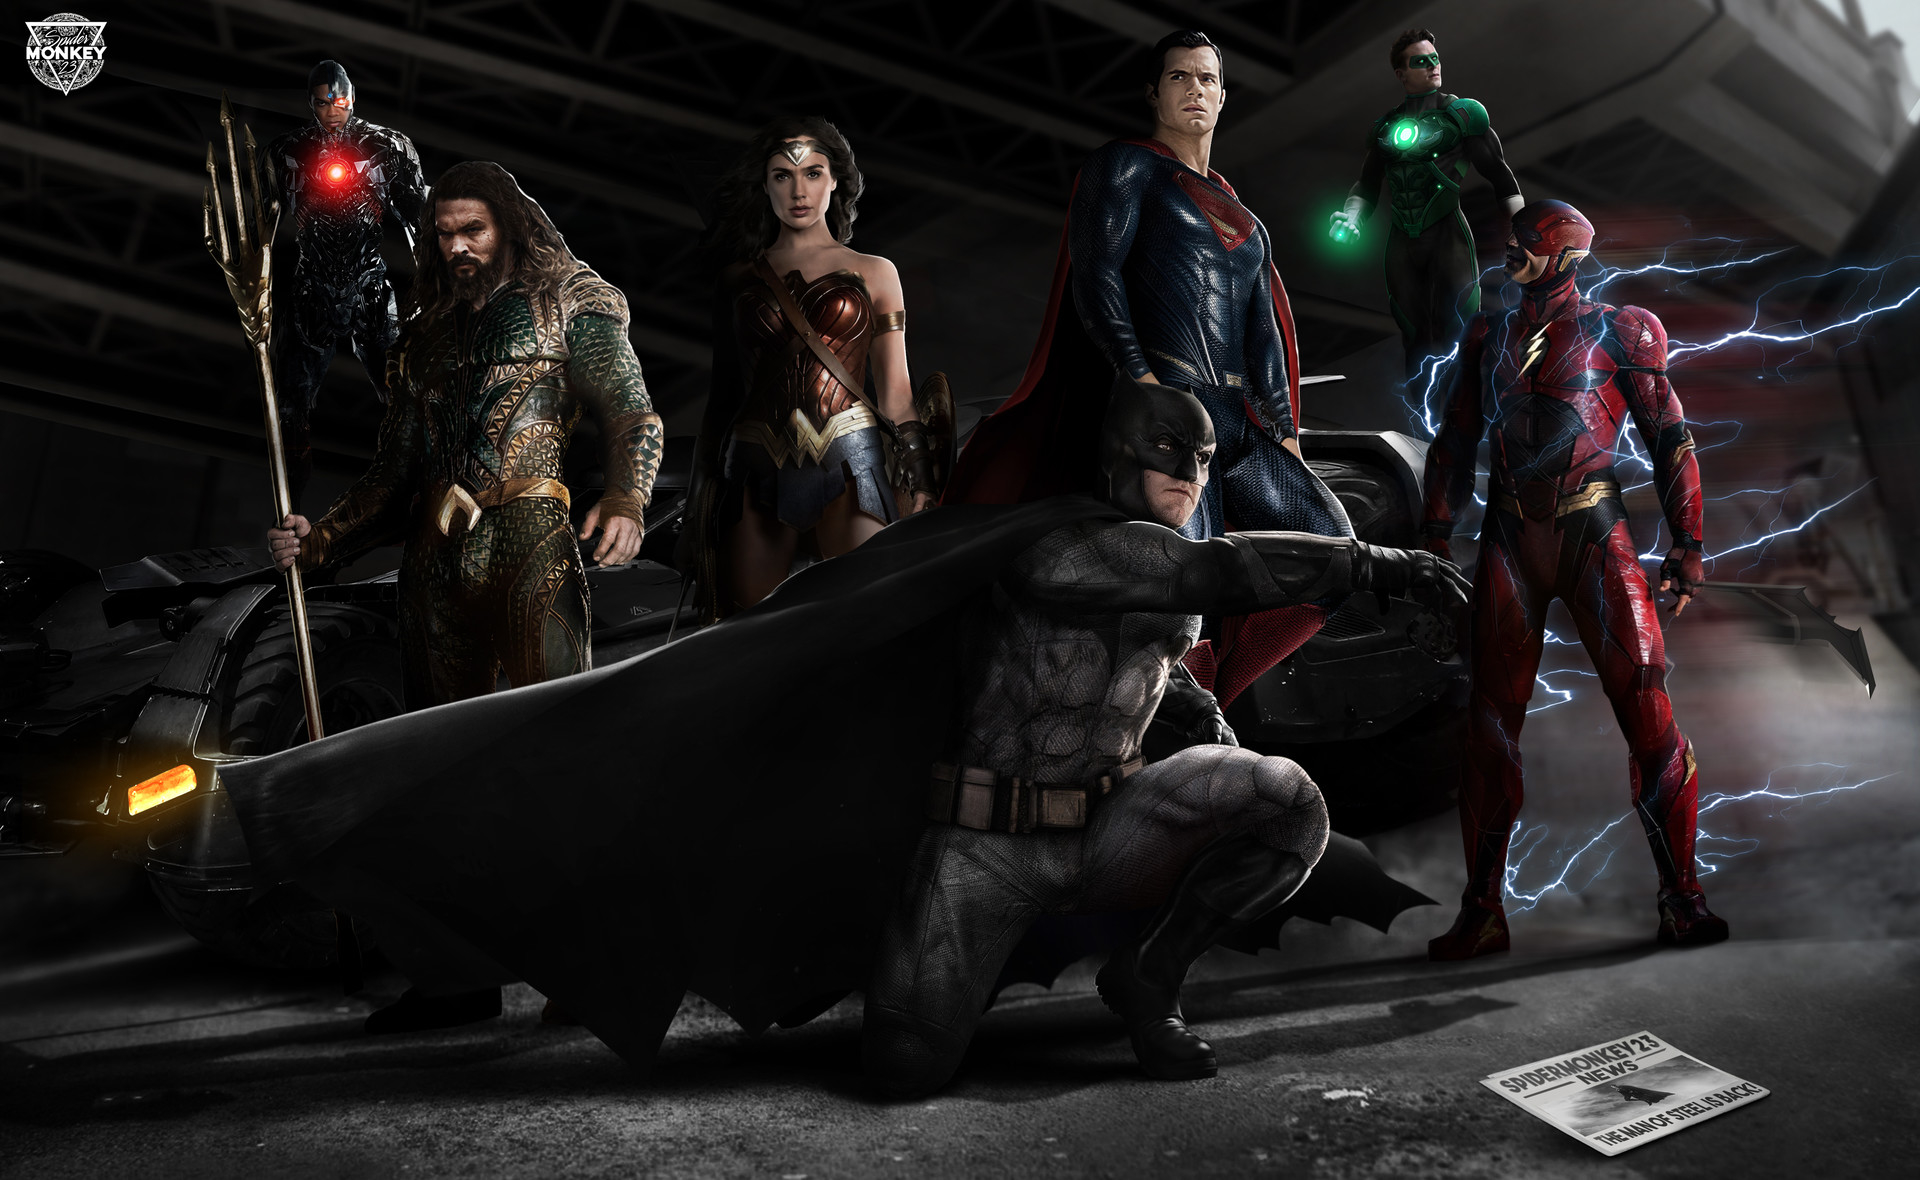 Spider
MONKEY
23
SPIDERMONKEY23
NEWS
THE MAN OF STEEL IS BACK!